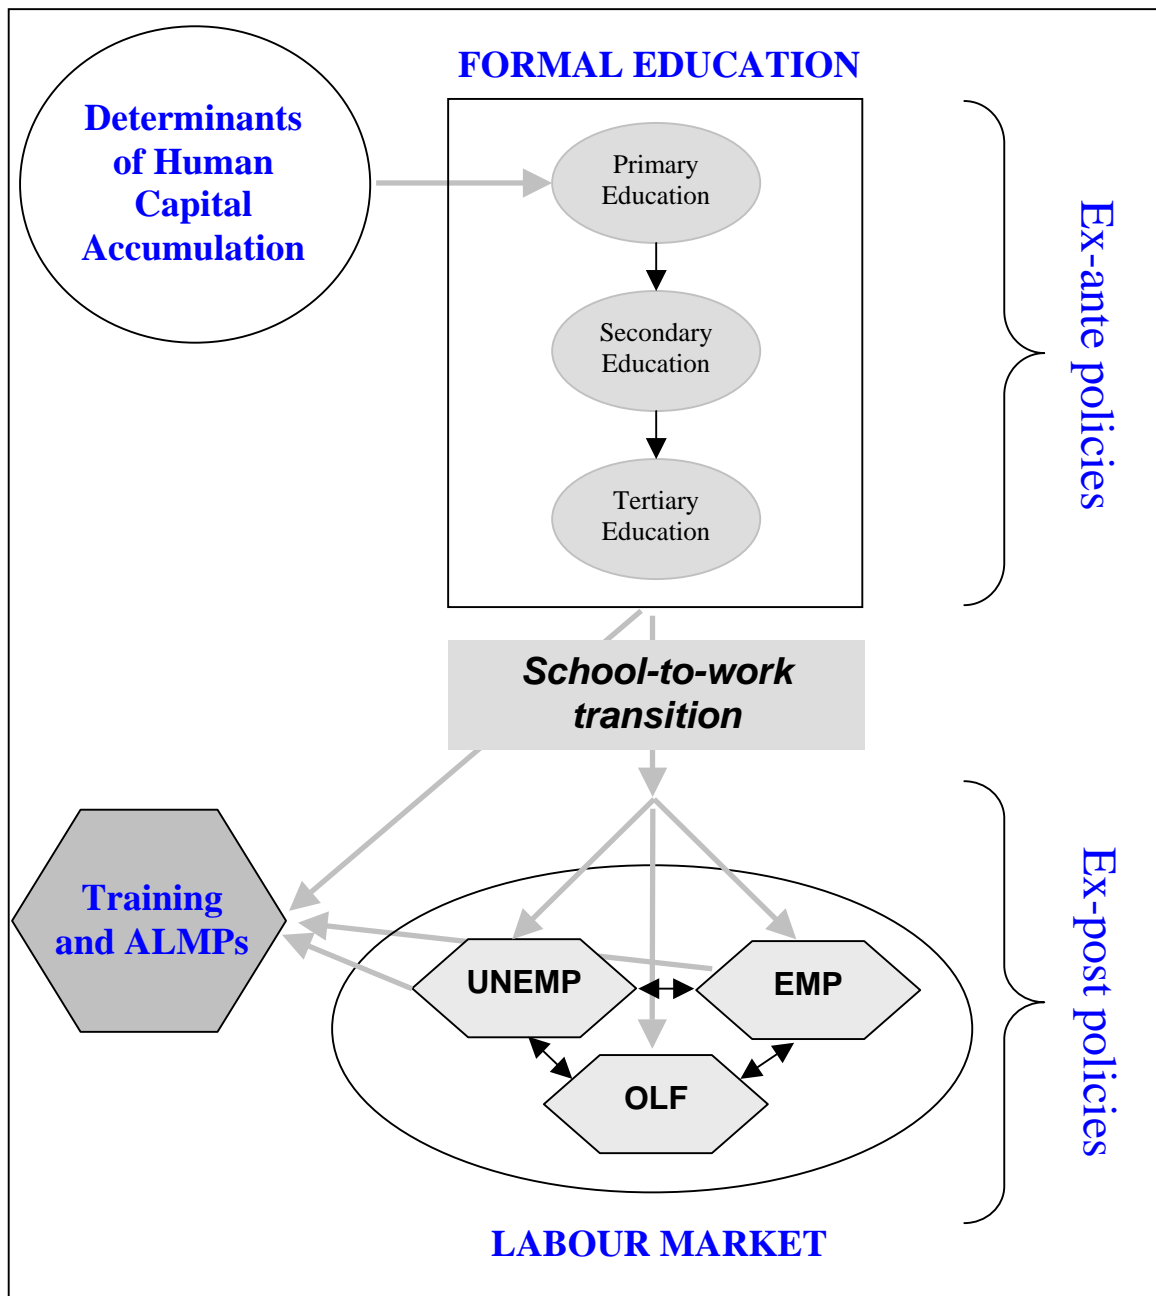 FORMAL EDUCATION
Determinants
of Human
Capital
Accumulation
Primary
Education
Secondary
Education
Tertiary
Education
Ex-ante policies
School-to-work
transition
Training
and ALMPs
UNEMP
EMP
OLF
Ex-post policies
LABOUR MARKET